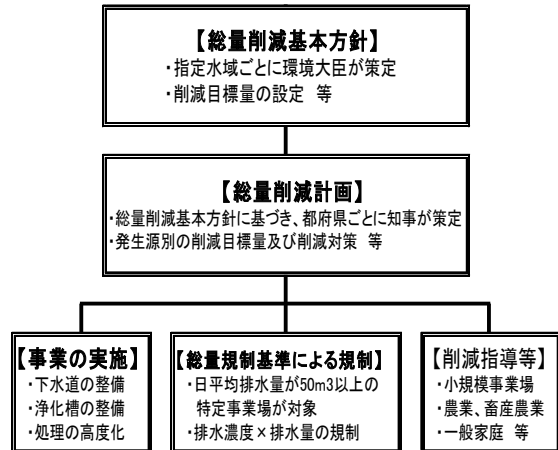 【総量削減基本方針】
・指定水域ごとに環境大臣が策定
・削減目標量の設定 等
【総量削減計画】
・総量削減基本方針に基づき、都府県ごとに知事が策定
・発生源別の削減目標量及び削減対策 等
【事業の実施】
・下水道の整備
・浄化槽の整備
・処理の高度化
【総量規制基準による規制】
・日平均排水量が50m3以上の
特定事業場が対象
・排水濃度×排水量の規制
【削減指導等】
・小規模事業場
・農業、畜産農業
・一般家庭 等